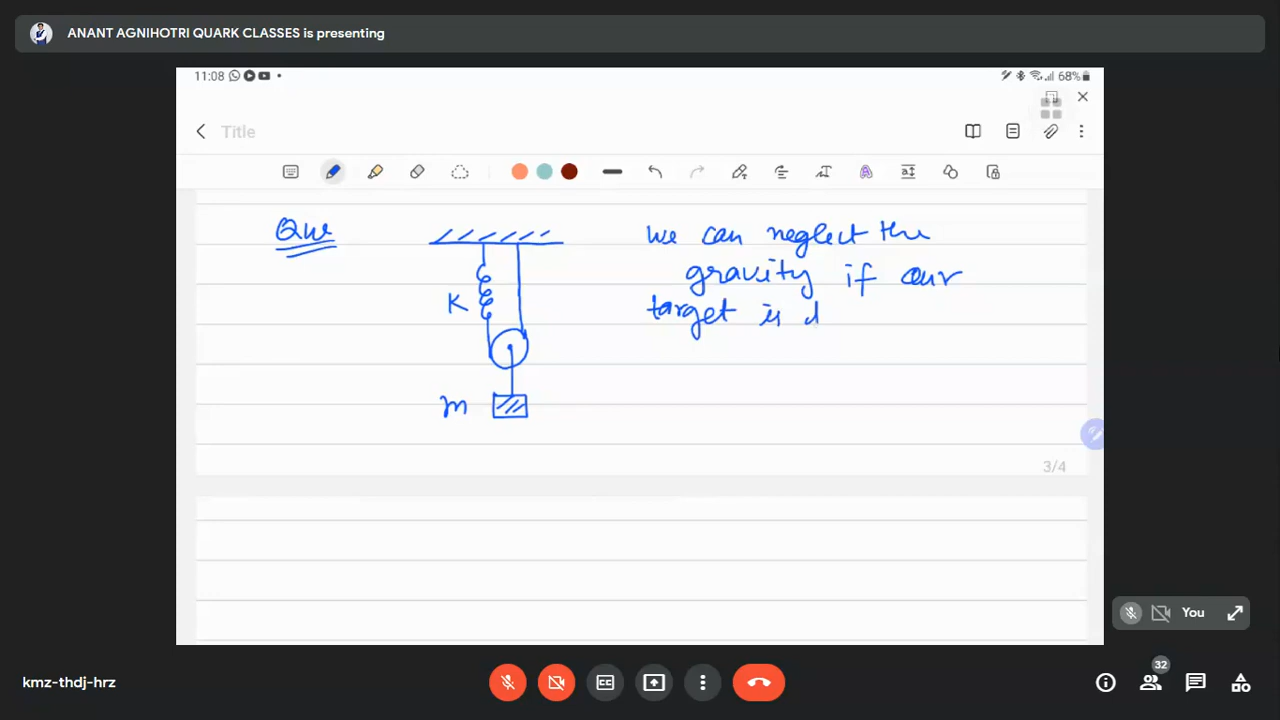 ANANT AGNIHOTRI QUARK CLASSES is presenting
11:08
68%
Title
Que
we can neglect the
gravity if our
target is
K
m
3/4
You
kmz-thdj-hrz
32